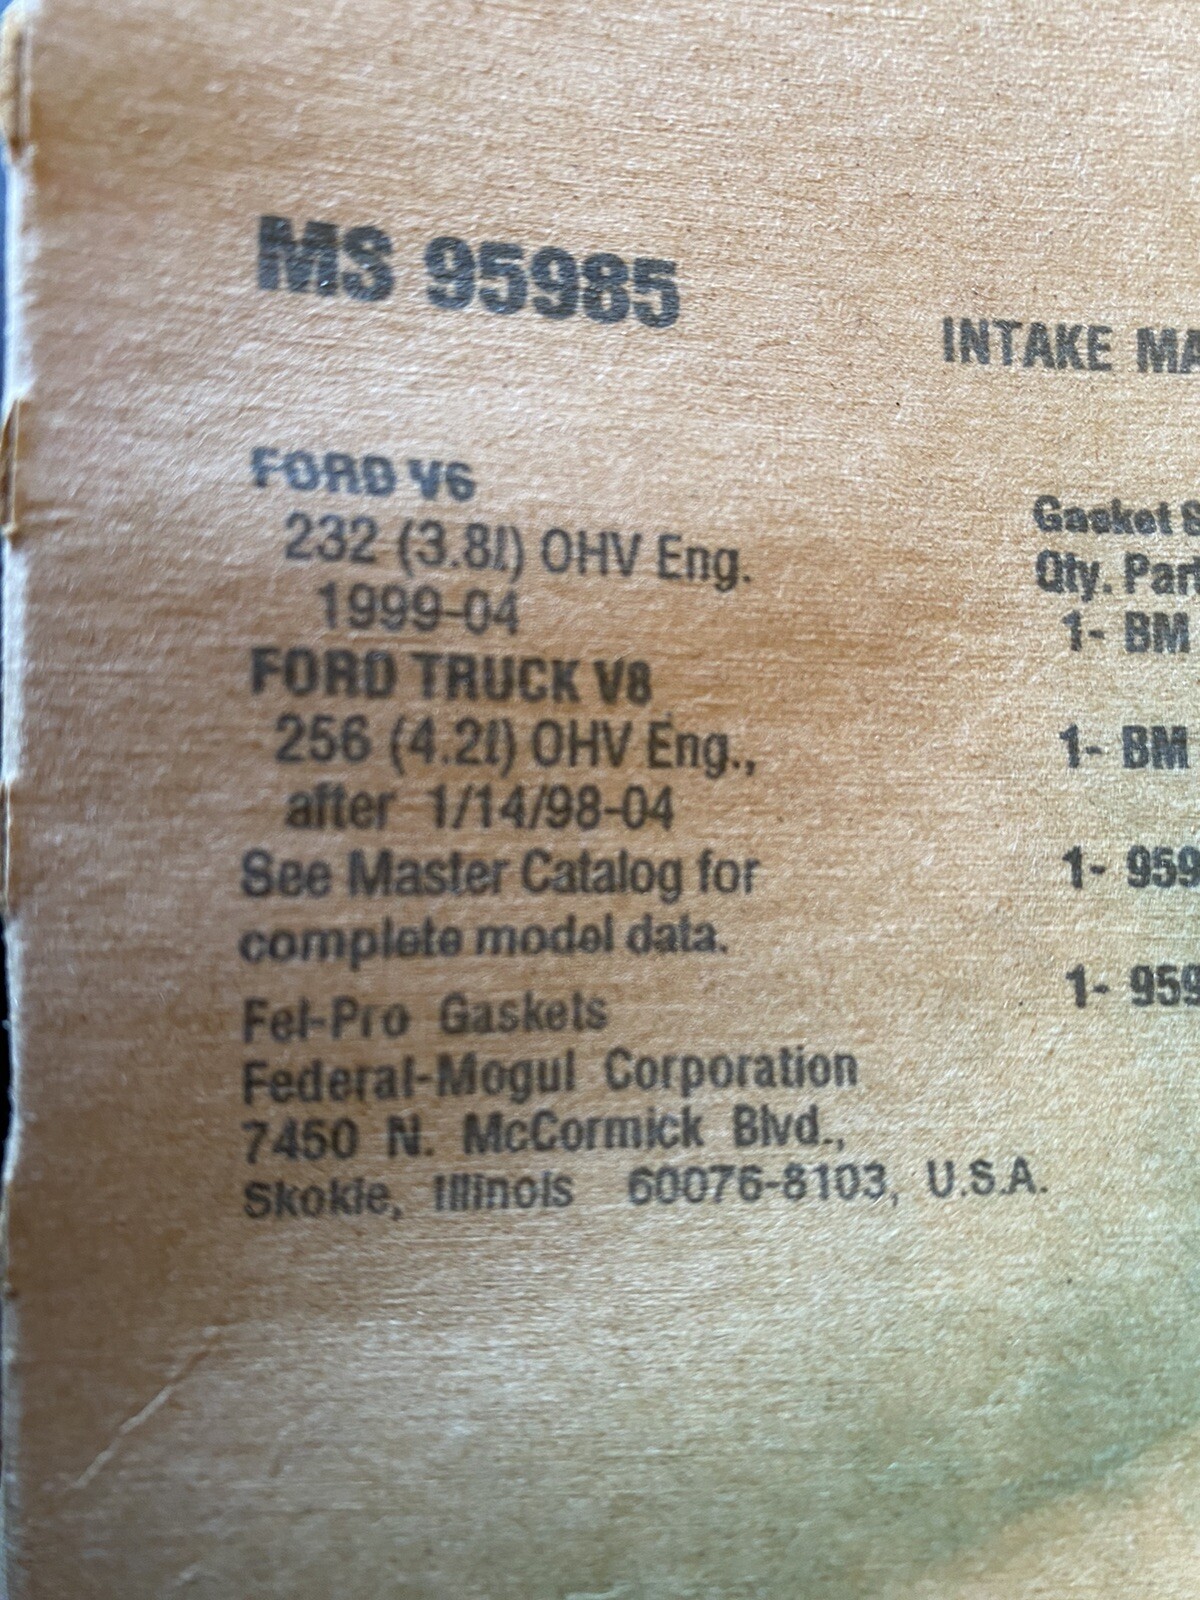 MS 95985
INTAKE MA
FORD V6
232 (3.8l) OHV Eng.
1999-04
FORD TRUCK V8
256 (4.2l) OHV Eng.,
after 1/14/98-04
See Master Catalog for
complete model data.
Fel-Pro Gaskets
Federal-Mogul Corporation
7450 N. McCormick Blvd.,
Skokie, Illinois 60076-8103, U.S.A.
Gasket S
Qty. Part
1- BM
1- BM
1- 959
1- 959